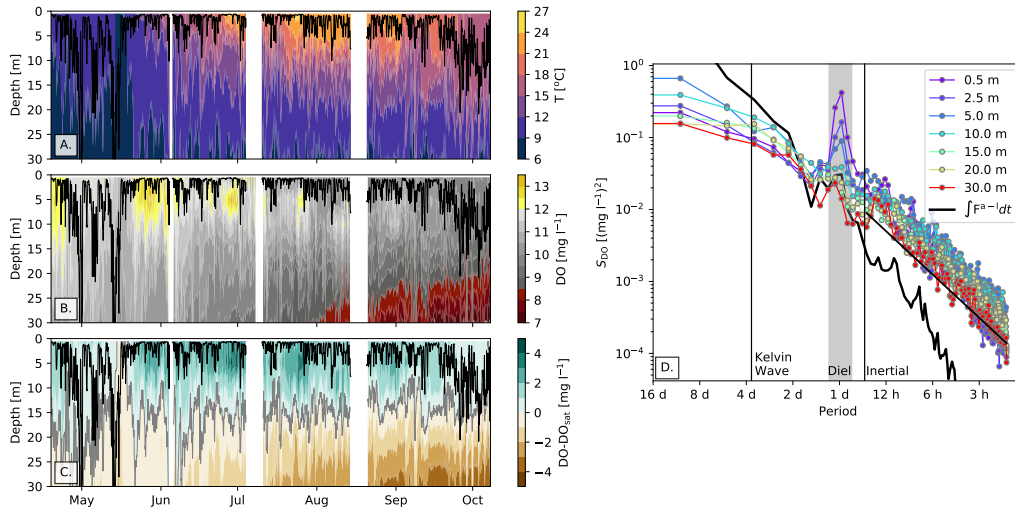 0
5
10
15
20
25
30
Depth [m]
A.
27
24
21
18
15
12
9
6
T [°C]
0
5
10
15
20
25
30
Depth [m]
B.
13
12
11
10
9
8
7
DO [mg l⁻¹]
0
5
10
15
20
25
30
Depth [m]
C.
4
2
0
−2
−4
DO-DOsat [mg l⁻¹]
May Jun Jul Aug Sep Oct
10⁰
10⁻¹
10⁻²
10⁻³
10⁻⁴
S_DO [(mg l⁻¹)²]
0.5 m
2.5 m
5.0 m
10.0 m
15.0 m
20.0 m
30.0 m
∫Fᵃ⁻ˡdt
D.
Kelvin
Wave
Diel
Inertial
16 d 8 d 4 d 2 d 1 d 12 h 6 h 3 h
Period